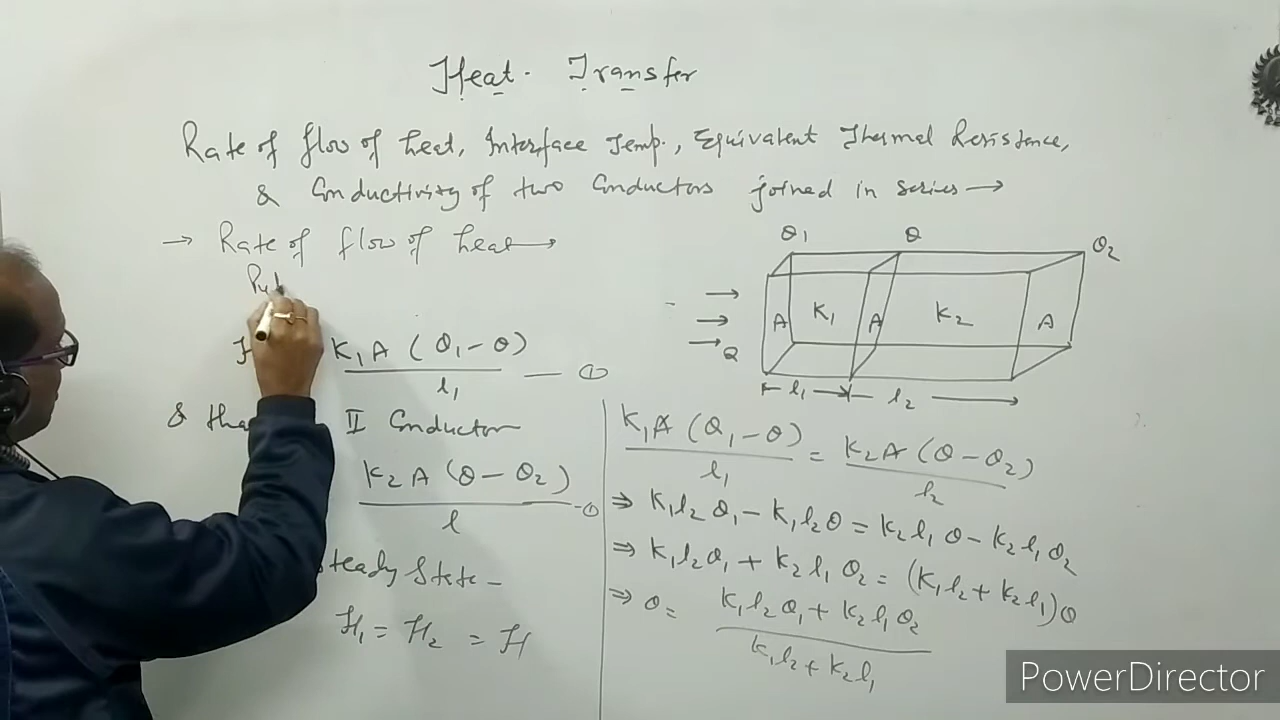 Heat. Transfer
Rate of flow of heat, Interface Temp., Equivalent Thermal Resistence,
& Conductivity of two Conductors joined in series →
→ Rate of flow of heat →
K₁A (θ₁-θ)
l₁
— ①
& II Conductor
K₂A (θ-θ₂)
l
-①
steady State -
H₁ = H₂ = H
θ₁ θ θ₂
A K₁ A K₂ A
Q
l₁ l₂
K₁A (θ₁-θ) / l₁ = K₂A (θ-θ₂) / l₂
⇒ K₁l₂θ₁ - K₁l₂θ = K₂l₁θ - K₂l₁θ₂
⇒ K₁l₂θ₁ + K₂l₁θ₂ = (K₁l₂ + K₂l₁)θ
⇒ θ = K₁l₂θ₁ + K₂l₁θ₂ / K₁l₂ + K₂l₁
PowerDirector